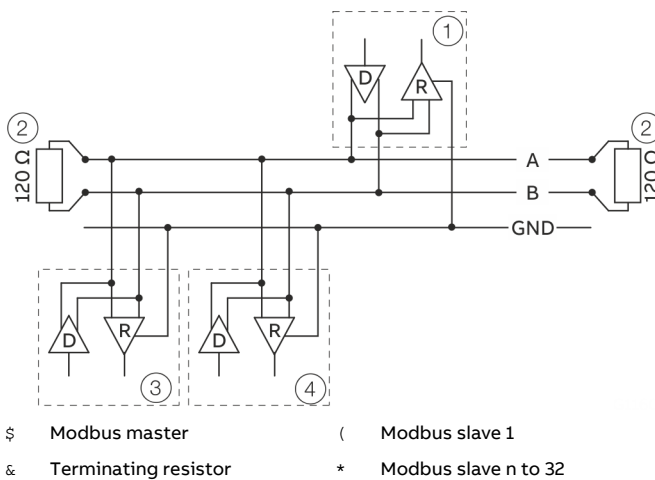 1
D
R
2
120 Ω
2
120 Ω
A
B
GND
D
R
3
D
R
4
$ Modbus master
( Modbus slave 1
& Terminating resistor
* Modbus slave n to 32